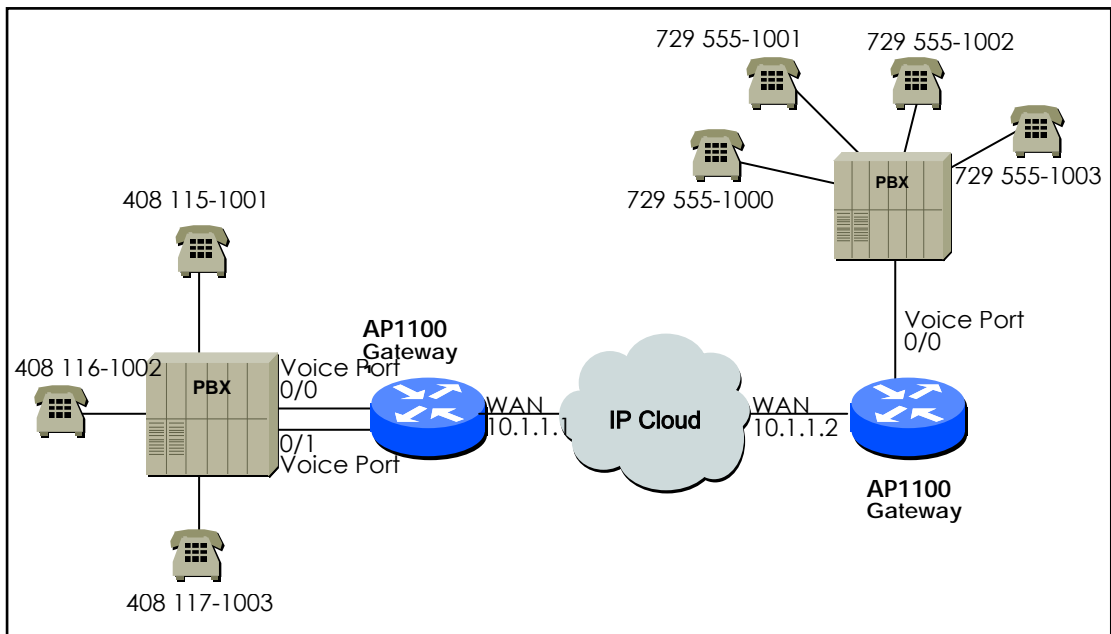 729 555-1001
729 555-1002
729 555-1000
PBX
729 555-1003
408 115-1001
Voice Port
0/0
AP1100
Gateway
408 116-1002
PBX
Voice Port
0/0
0/1
Voice Port
WAN
10.1.1.1
IP Cloud
WAN
10.1.1.2
AP1100
Gateway
408 117-1003